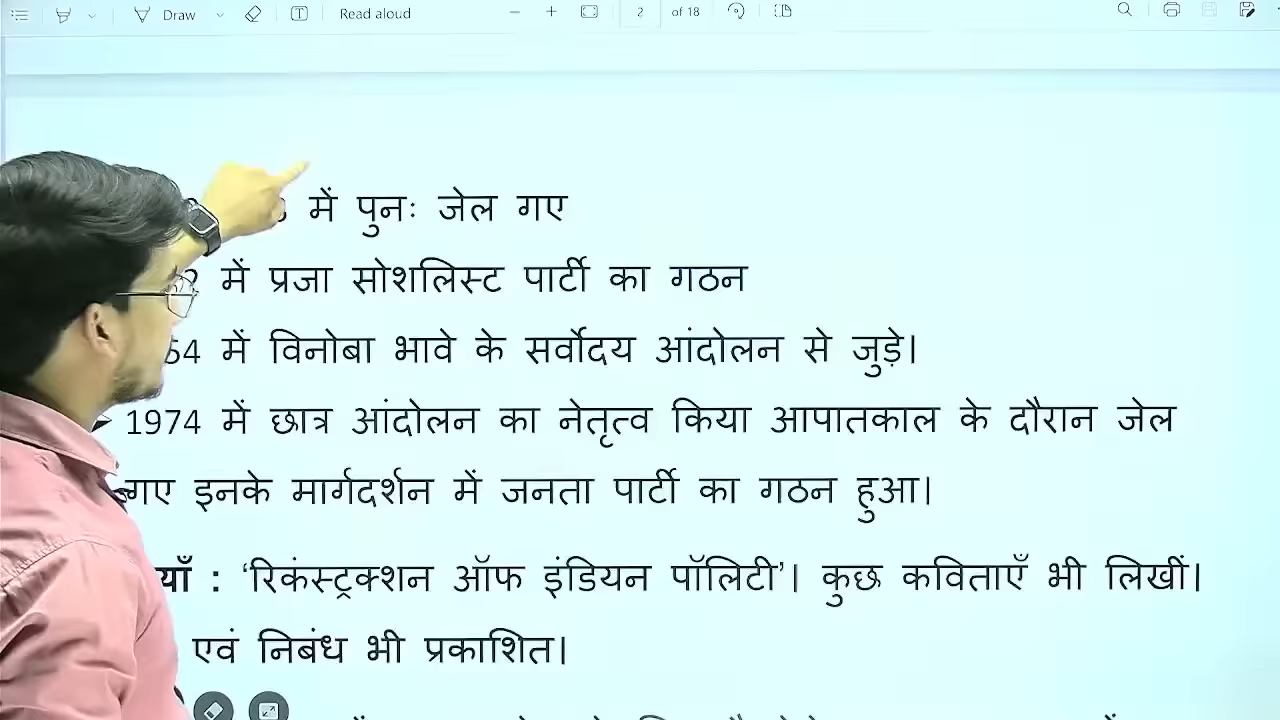 Draw
Read aloud
2 of 18
में पुनः जेल गए
में प्रजा सोशलिस्ट पार्टी का गठन
54 में विनोबा भावे के सर्वोदय आंदोलन से जुड़े।
1974 में छात्र आंदोलन का नेतृत्व किया आपातकाल के दौरान जेल
गए इनके मार्गदर्शन में जनता पार्टी का गठन हुआ।
याँ : ‘रिकंस्ट्रक्शन ऑफ इंडियन पॉलिटी’। कुछ कविताएँ भी लिखीं।
एवं निबंध भी प्रकाशित।